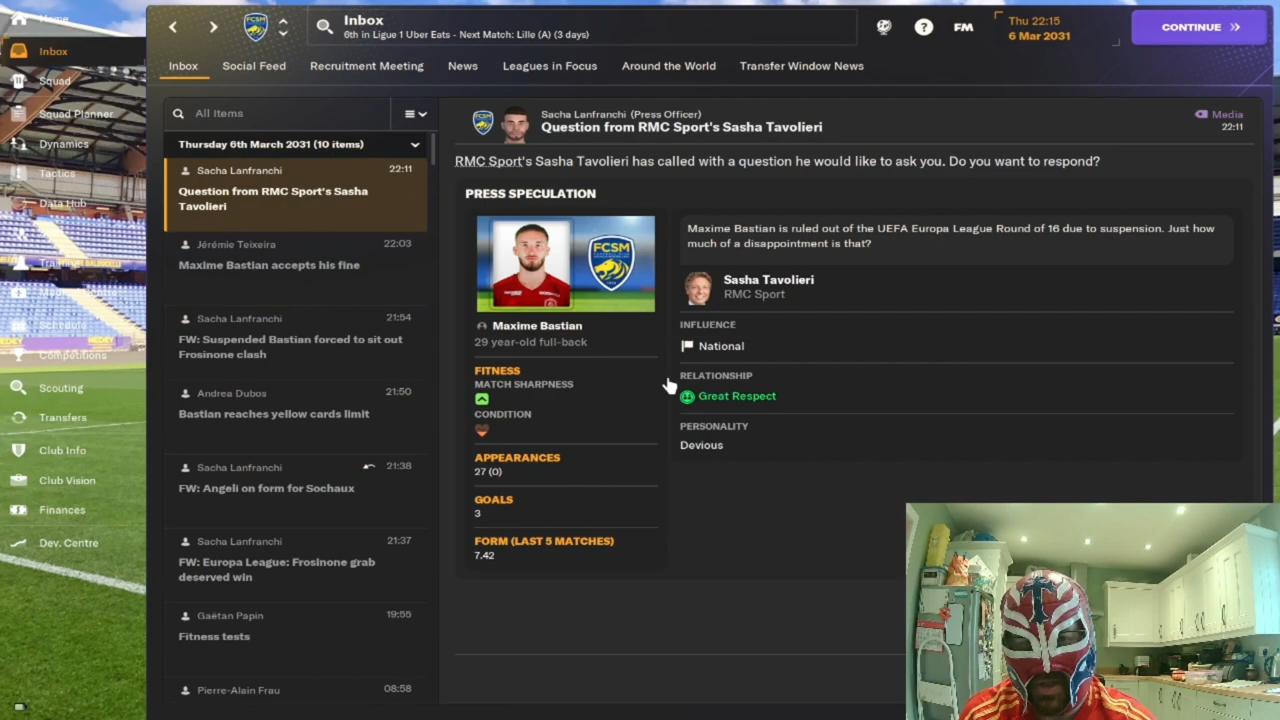 Home
Inbox
Squad
Squad Planner
Dynamics
Tactics
Data Hub
Schedule
Competitions
Scouting
Transfers
Club Info
Club Vision
Finances
Dev. Centre
FCSM
Inbox
6th in Ligue 1 Uber Eats - Next Match: Lille (A) (3 days)
?
FM
Thu 22:15
6 Mar 2031
CONTINUE
Inbox
Social Feed
Recruitment Meeting
News
Leagues in Focus
Around the World
Transfer Window News
All Items
Thursday 6th March 2031 (10 items)
Sacha Lanfranchi 22:11
Question from RMC Sport's Sasha
Tavolieri
Jérémie Teixeira 22:03
Maxime Bastian accepts his fine
Sacha Lanfranchi 21:54
FW: Suspended Bastian forced to sit out
Frosinone clash
Andrea Dubos 21:50
Bastian reaches yellow cards limit
Sacha Lanfranchi 21:38
FW: Angeli on form for Sochaux
Sacha Lanfranchi 21:37
FW: Europa League: Frosinone grab
deserved win
Gaëtan Papin 19:55
Fitness tests
Pierre-Alain Frau 08:58
Sacha Lanfranchi (Press Officer)
Question from RMC Sport's Sasha Tavolieri
Media
22:11
RMC Sport's Sasha Tavolieri has called with a question he would like to ask you. Do you want to respond?
PRESS SPECULATION
FCSM
Maxime Bastian
29 year-old full-back
FITNESS
MATCH SHARPNESS
CONDITION
APPEARANCES
27 (0)
GOALS
3
FORM (LAST 5 MATCHES)
7.42
Maxime Bastian is ruled out of the UEFA Europa League Round of 16 due to suspension. Just how
much of a disappointment is that?
Sasha Tavolieri
RMC Sport
INFLUENCE
National
RELATIONSHIP
Great Respect
PERSONALITY
Devious